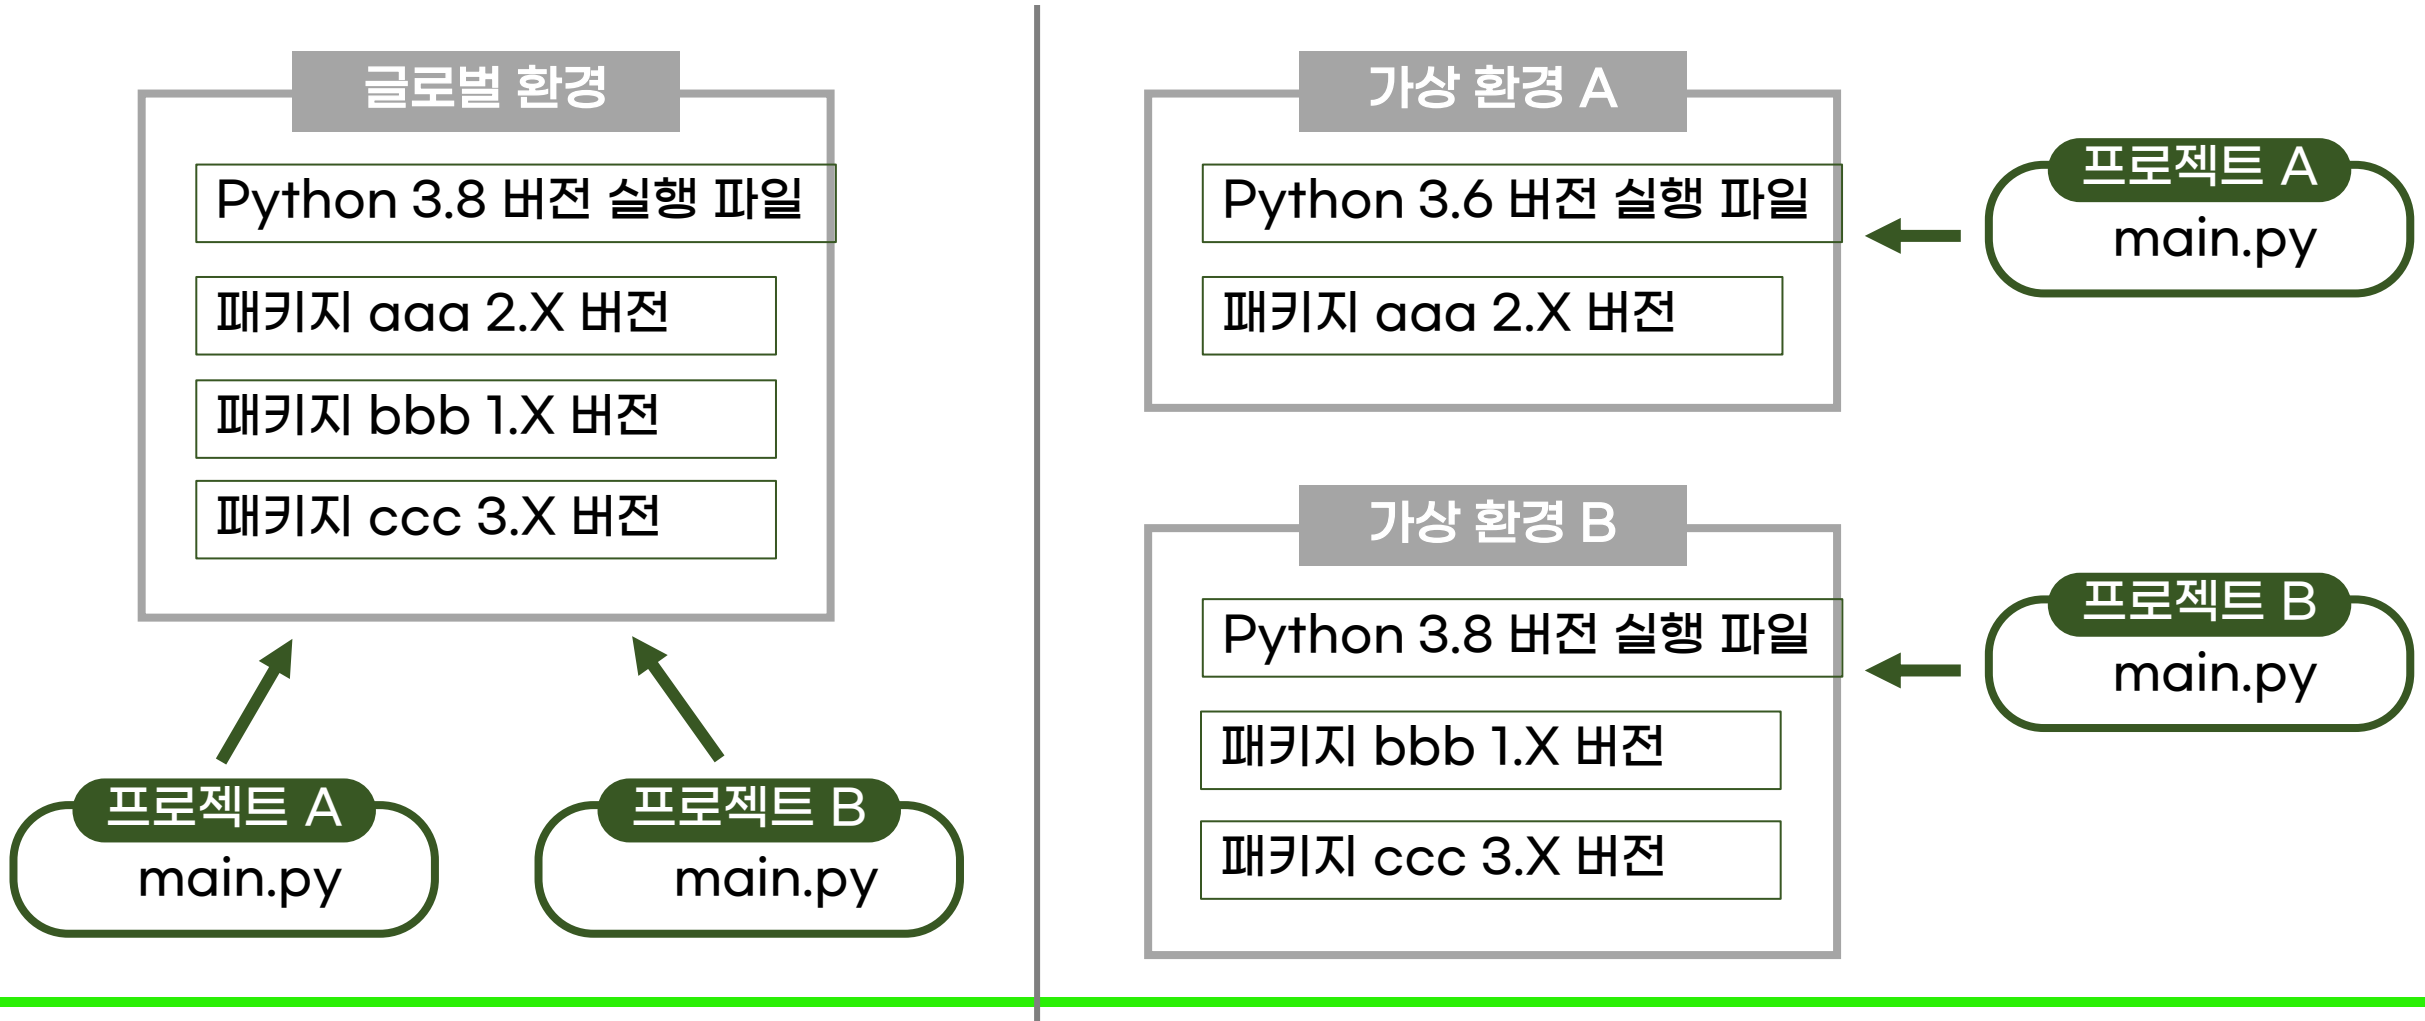 글로벌 환경
Python 3.8 버전 실행 파일
패키지 aaa 2.X 버전
패키지 bbb 1.X 버전
패키지 ccc 3.X 버전
프로젝트 A
main.py
프로젝트 B
main.py
가상 환경 A
Python 3.6 버전 실행 파일
패키지 aaa 2.X 버전
프로젝트 A
main.py
가상 환경 B
Python 3.8 버전 실행 파일
패키지 bbb 1.X 버전
패키지 ccc 3.X 버전
프로젝트 B
main.py